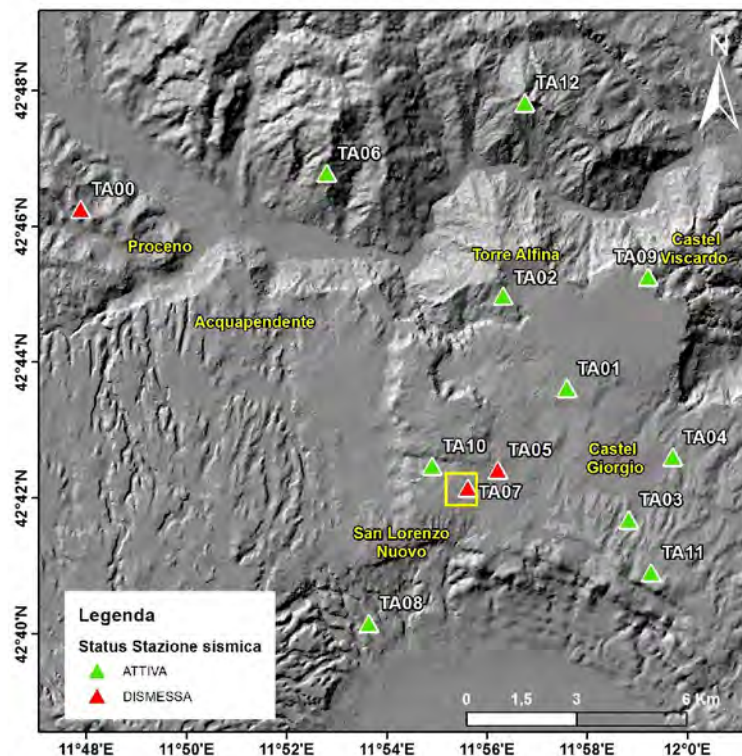 42°48'N
42°46'N
42°44'N
42°42'N
42°40'N
N
TA12
TA06
TA00
Proceno
Castel
Viscardo
Torre Alfina
TA09
TA02
Acquapendente
TA01
TA10
TA05
Castel
Giorgio
TA04
TA07
TA03
San Lorenzo
Nuovo
TA11
TA08
Legenda
Status Stazione sismica
ATTIVA
DISMESSA
0 1,5 3 6 Km
11°48'E 11°50'E 11°52'E 11°54'E 11°56'E 11°58'E 12°0'E